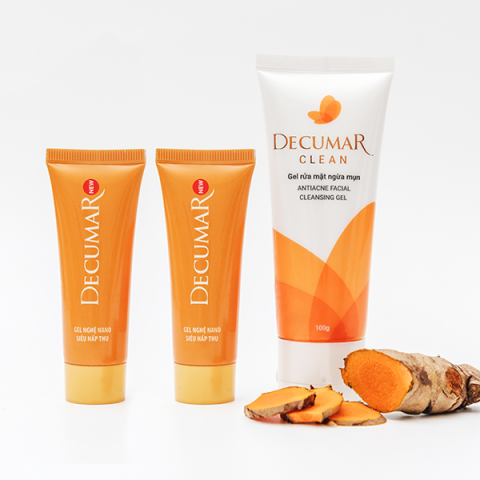 DECUMAR
NEW
GEL NGHỆ NANO
SIÊU HẤP THU
DECUMAR
NEW
GEL NGHỆ NANO
SIÊU HẤP THU
DECUMAR
CLEAN
Gel rửa mặt ngừa mụn
ANTIACNE FACIAL
CLEANSING GEL
100g